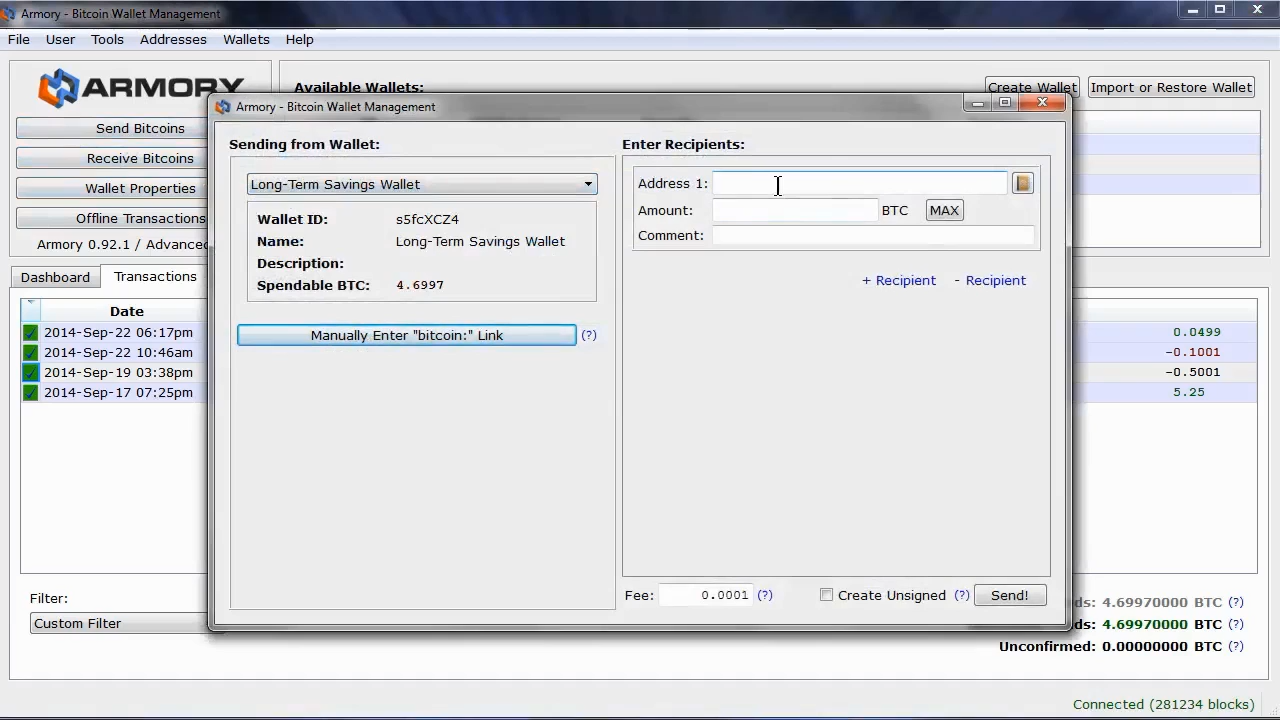 Armory - Bitcoin Wallet Management
File User Tools Addresses Wallets Help
ARMORY
Available Wallets:
Create Wallet Import or Restore Wallet
Send Bitcoins
Receive Bitcoins
Wallet Properties
Offline Transactions
Armory 0.92.1 / Advanced
Dashboard Transactions
Date
2014-Sep-22 06:17pm 0.0499
2014-Sep-22 10:46am -0.1001
2014-Sep-19 03:38pm -0.5001
2014-Sep-17 07:25pm 5.25
Filter:
Custom Filter
ds: 4.69970000 BTC (?)
ds: 4.69970000 BTC (?)
Unconfirmed: 0.00000000 BTC (?)
Connected (281234 blocks)
Armory - Bitcoin Wallet Management
Sending from Wallet:
Long-Term Savings Wallet
Wallet ID: s5fcXCZ4
Name: Long-Term Savings Wallet
Description:
Spendable BTC: 4.6997
Manually Enter "bitcoin:" Link (?)
Enter Recipients:
Address 1:
Amount: BTC MAX
Comment:
+ Recipient - Recipient
Fee: 0.0001 (?) Create Unsigned (?) Send!